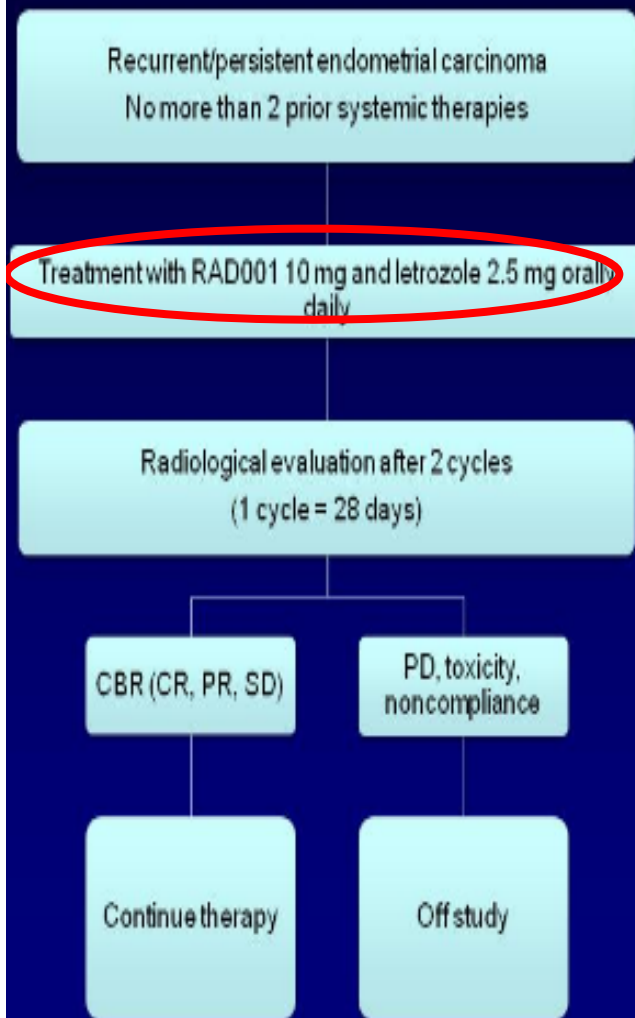 Recurrent/persistent endometrial carcinoma
No more than 2 prior systemic therapies
Treatment with RAD001 10 mg and letrozole 2.5 mg orally
daily
Radiological evaluation after 2 cycles
(1 cycle = 28 days)
CBR (CR, PR, SD)
PD, toxicity,
noncompliance
Continue therapy
Off study